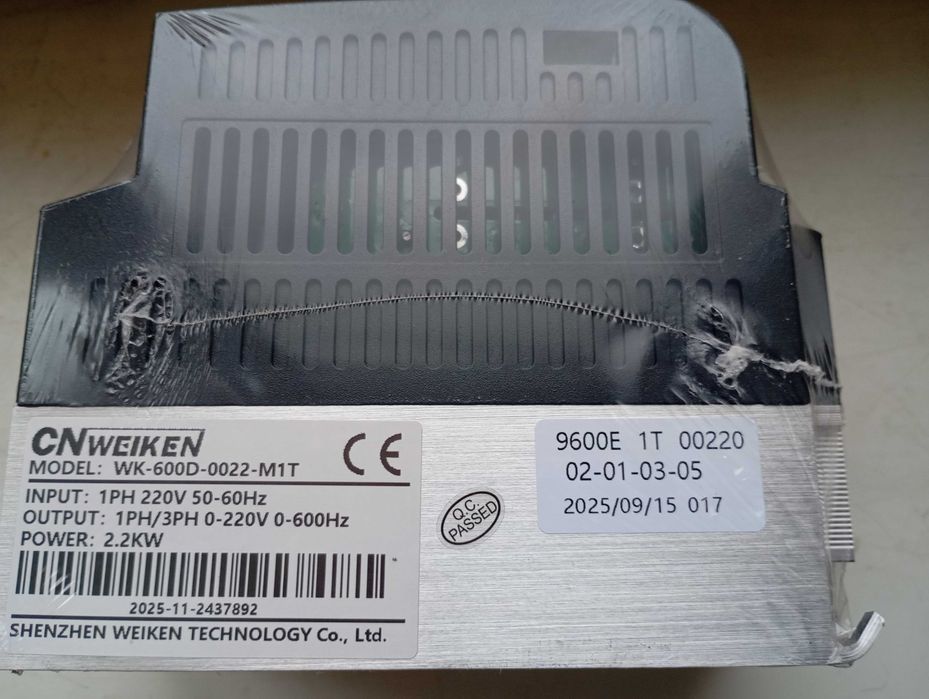 CNWEIKEN
CE
MODEL: WK-600D-0022-M1T
INPUT: 1PH 220V 50-60Hz
OUTPUT: 1PH/3PH 0-220V 0-600Hz
POWER: 2.2KW
2025-11-2437892
SHENZHEN WEIKEN TECHNOLOGY Co., Ltd.
Q.C.
PASSED
9600E 1T 00220
02-01-03-05
2025/09/15 017